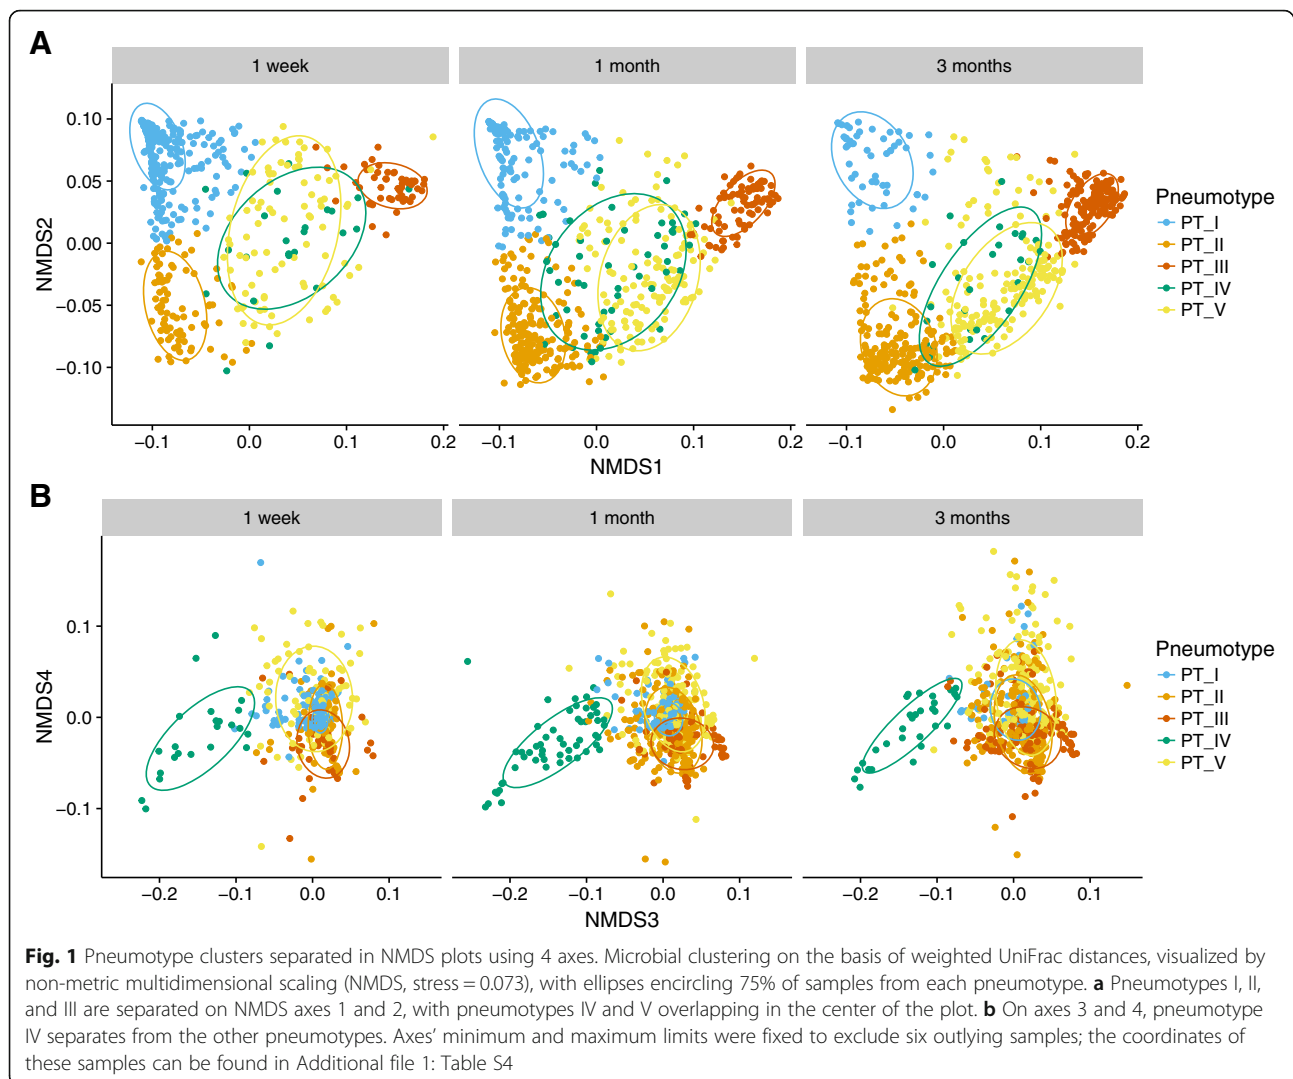 A
1 week
1 month
3 months
0.10
0.05
0.00
−0.05
−0.10
NMDS2
−0.1
0.0
0.1
0.2
−0.1
0.0
0.1
0.2
−0.1
0.0
0.1
0.2
NMDS1
Pneumotype
PT_I
PT_II
PT_III
PT_IV
PT_V
B
1 week
1 month
3 months
0.1
0.0
−0.1
NMDS4
−0.2
−0.1
0.0
0.1
−0.2
−0.1
0.0
0.1
−0.2
−0.1
0.0
0.1
NMDS3
Pneumotype
PT_I
PT_II
PT_III
PT_IV
PT_V
Fig. 1 Pneumotype clusters separated in NMDS plots using 4 axes. Microbial clustering on the basis of weighted UniFrac distances, visualized by
non-metric multidimensional scaling (NMDS, stress = 0.073), with ellipses encircling 75% of samples from each pneumotype. a Pneumotypes I, II,
and III are separated on NMDS axes 1 and 2, with pneumotypes IV and V overlapping in the center of the plot. b On axes 3 and 4, pneumotype
IV separates from the other pneumotypes. Axes’ minimum and maximum limits were fixed to exclude six outlying samples; the coordinates of
these samples can be found in Additional file 1: Table S4